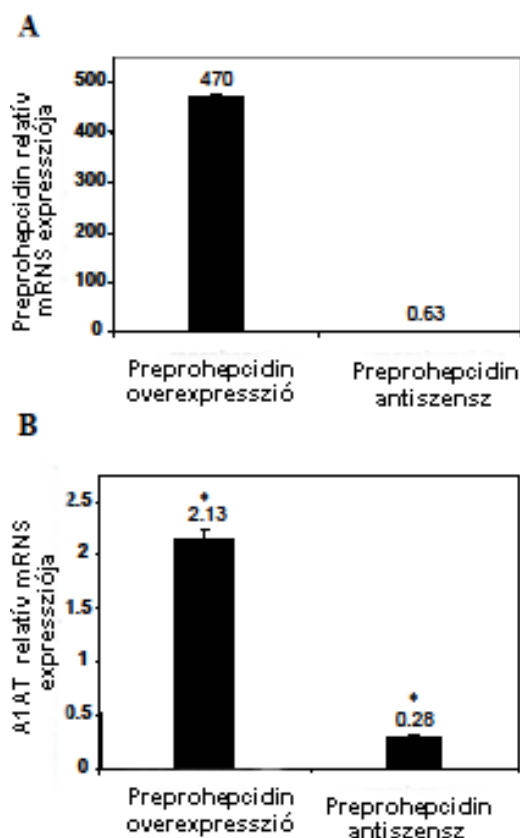 A
Preprohepcidin relatív
mRNS expressziója
500
400
300
200
100
0
470
0.63
Preprohepcidin
overexpresszió
Preprohepcidin
antiszensz
B
A1AT relatív mRNS
expressziója
2.5
2
1.5
1
0.5
0
*
2.13
*
0.28
Preprohepcidin
overexpresszió
Preprohepcidin
antiszensz